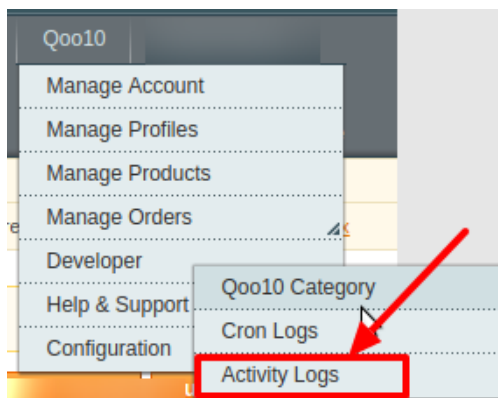 Qoo10
Manage Account
Manage Profiles
Manage Products
Manage Orders
Developer
Help & Support
Configuration
Qoo10 Category
Cron Logs
Activity Logs